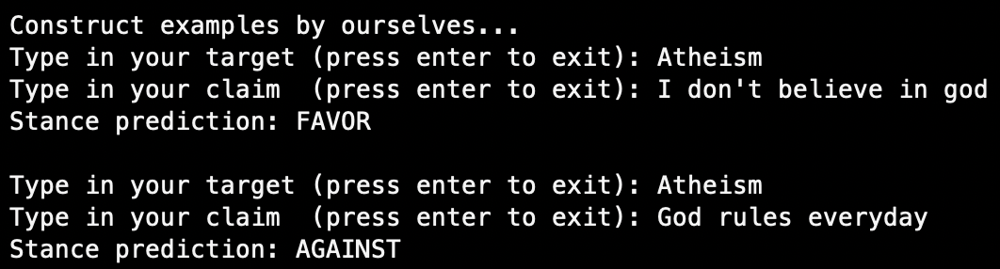 Construct examples by ourselves...
Type in your target (press enter to exit): Atheism
Type in your claim  (press enter to exit): I don't believe in god
Stance prediction: FAVOR
Type in your target (press enter to exit): Atheism
Type in your claim  (press enter to exit): God rules everyday
Stance prediction: AGAINST